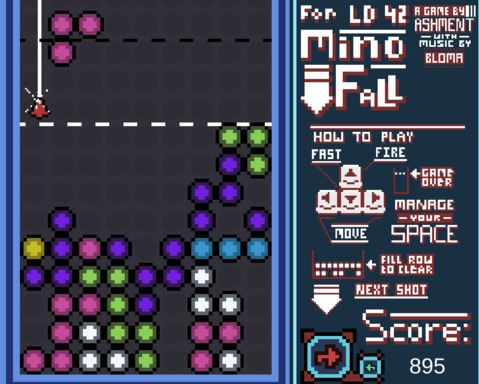 For LD 42
A GAME BY
ASHMENT
WITH
MUSIC BY
BLOMA
Mino
Fall
HOW TO PLAY
FAST
FIRE
GAME
OVER
MOVE
MANAGE
YOUR
SPACE
FILL ROW
TO CLEAR
NEXT SHOT
Score:
895